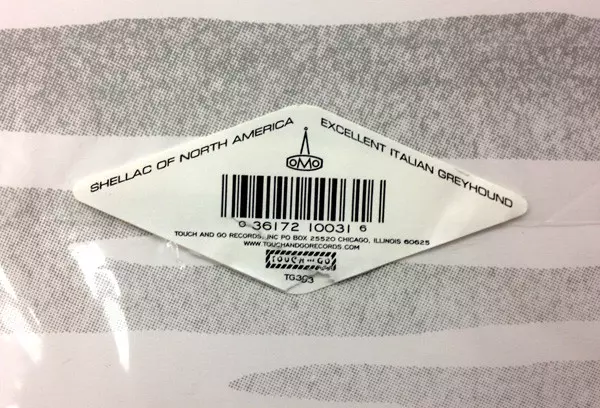 SHELLAC OF NORTH AMERICA
EXCELLENT ITALIAN GREYHOUND
OMO
0 36172 10031 6
TOUCH AND GO RECORDS, INC PO BOX 25520 CHICAGO, ILLINOIS 60625
WWW.TOUCHANDGORECORDS.COM
TOUCH AND GO
TG303